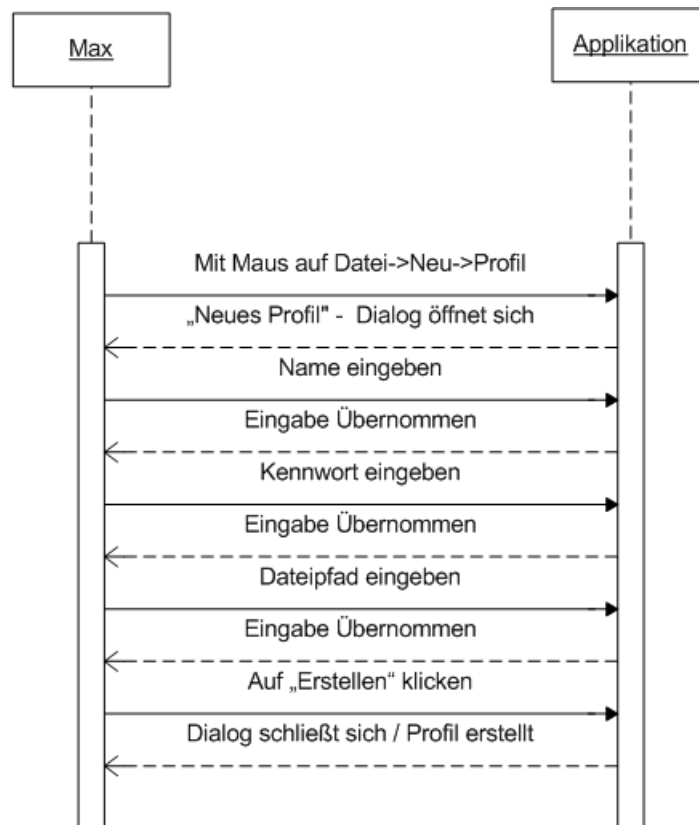 Max
Applikation
Mit Maus auf Datei->Neu->Profil
„Neues Profil" - Dialog öffnet sich
Name eingeben
Eingabe Übernommen
Kennwort eingeben
Eingabe Übernommen
Dateipfad eingeben
Eingabe Übernommen
Auf „Erstellen“ klicken
Dialog schließt sich / Profil erstellt